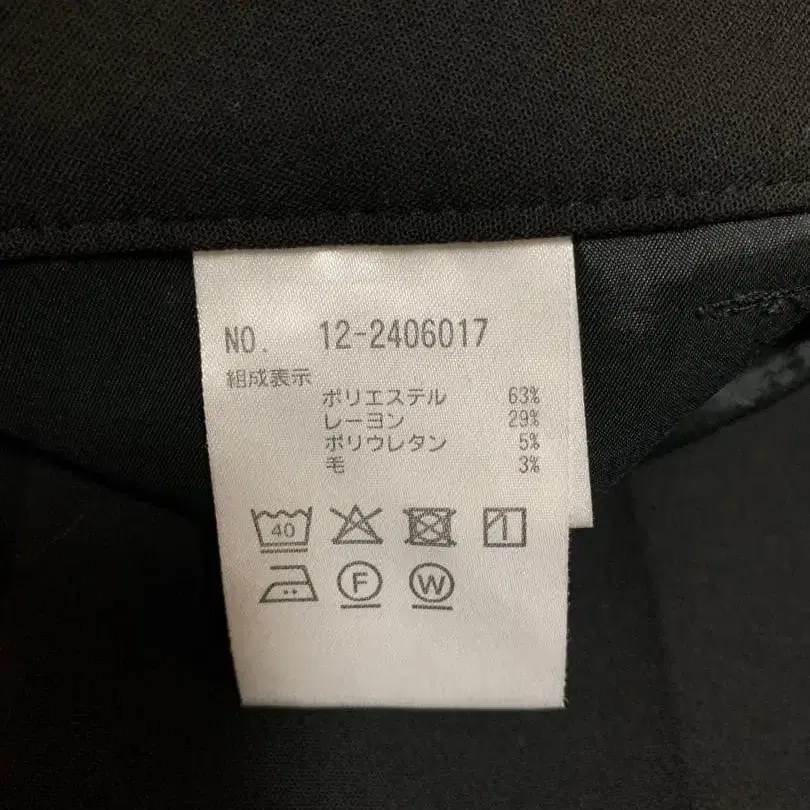 NO. 12-2406017
組成表示
ポリエステル 63%
レーヨン 29%
ポリウレタン 5%
毛 3%
40
F W